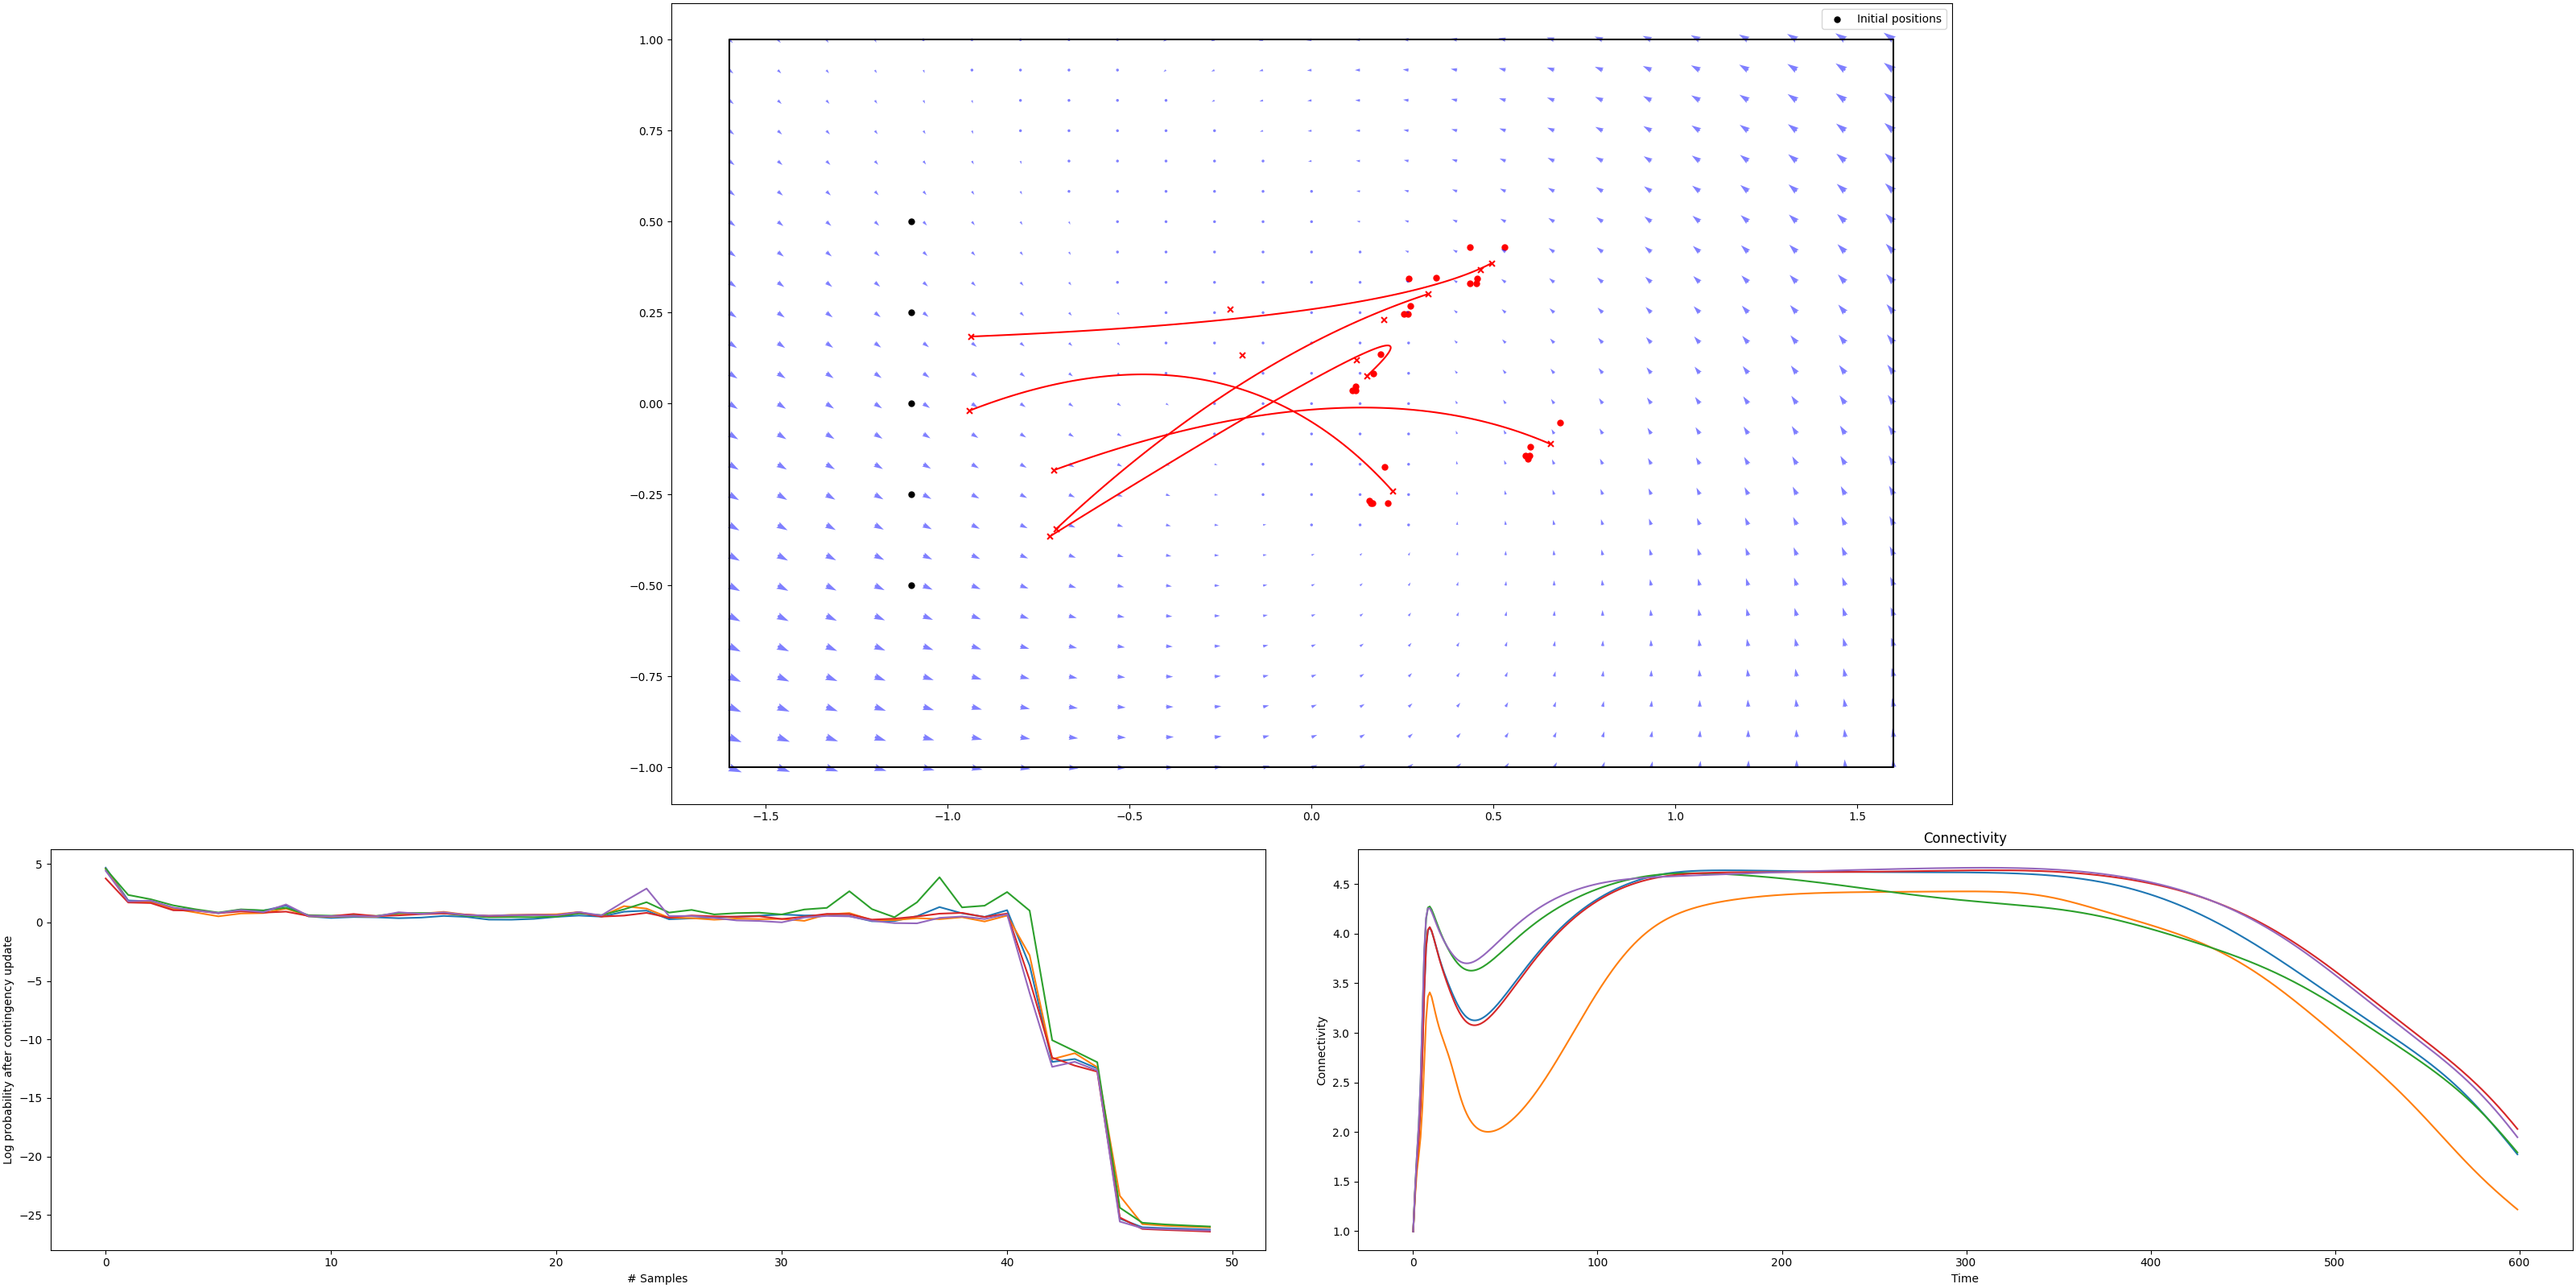 Initial positions
1.00
0.75
0.50
0.25
0.00
−0.25
−0.50
−0.75
−1.00
−1.5 −1.0 −0.5 0.0 0.5 1.0 1.5
Log probability after contingency update
5
0
−5
−10
−15
−20
−25
0 10 20 30 40 50
# Samples
Connectivity
Connectivity
4.5
4.0
3.5
3.0
2.5
2.0
1.5
1.0
0 100 200 300 400 500 600
Time